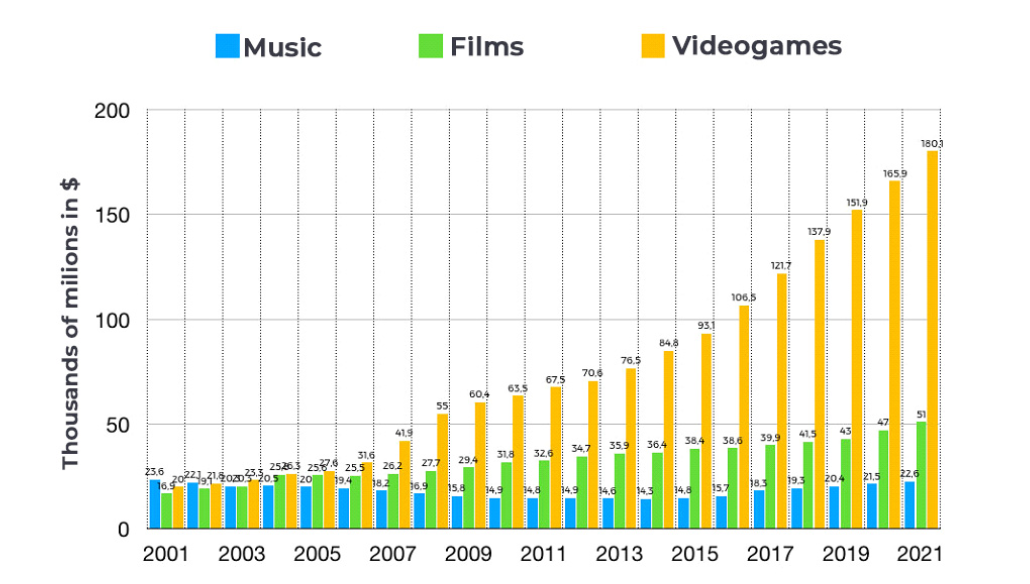 Music Films Videogames
Thousands of milions in $
200
150
100
50
0
23,6 16,9 20
22,1 19,1 21,8
20,3 23,3
20,5 26,3
20 25,6 27,6
19,4 25,5 31,6
18,2 26,2 41,9
16,9 27,7 55
15,8 29,4 60,4
14,9 31,8 63,5
14,8 32,6 67,5
14,9 34,7 70,6
14,6 35,9 76,5
14,3 36,4 84,8
14,8 38,4 93,1
15,7 38,6 106,5
18,3 39,9 121,7
19,3 41,5 137,9
20,4 43 151,9
21,5 47 165,9
22,6 51 180,1
2001 2003 2005 2007 2009 2011 2013 2015 2017 2019 2021